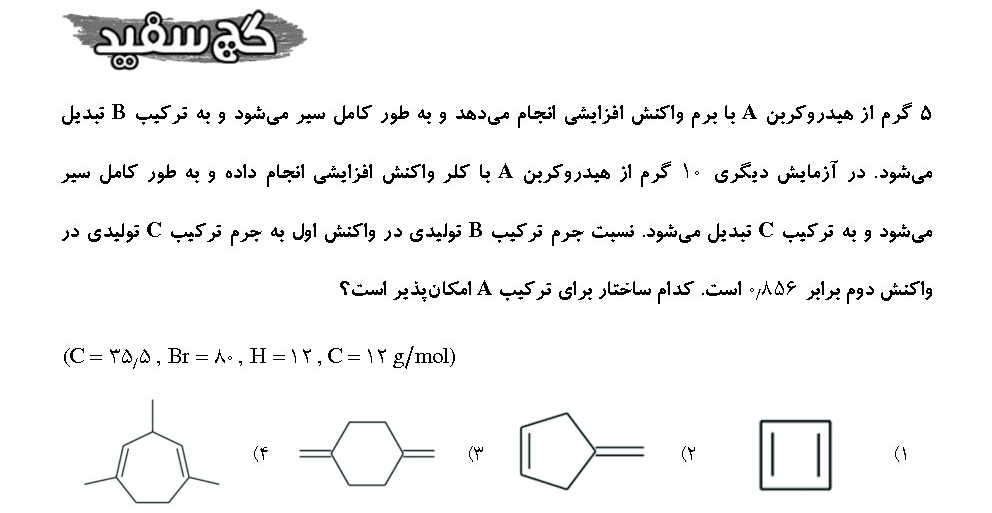 گچ سفید
۵ گرم از هیدروکربن A با برم واکنش افزایشی انجام می‌دهد و به طور کامل سیر می‌شود و به ترکیب B تبدیل
می‌شود. در آزمایش دیگری ۱۰ گرم از هیدروکربن A با کلر واکنش افزایشی انجام داده و به طور کامل سیر
می‌شود و به ترکیب C تبدیل می‌شود. نسبت جرم ترکیب B تولیدی در واکنش اول به جرم ترکیب C تولیدی در
واکنش دوم برابر ۰٫۸۵۶ است. کدام ساختار برای ترکیب A امکان‌پذیر است؟
(C = ۳۵٫۵ , Br = ۸۰ , H = ۱۲ , C = ۱۲ g/mol)
۱) ۲) ۳) ۴)